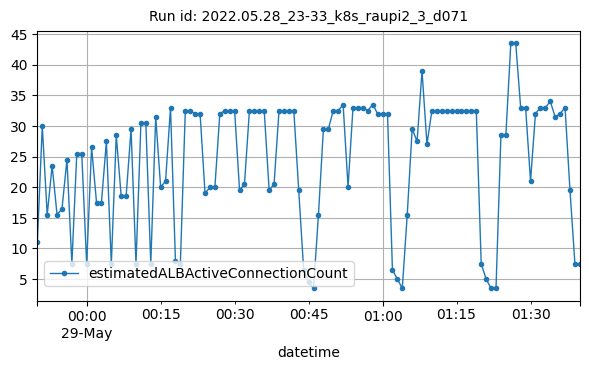 Run id: 2022.05.28_23-33_k8s_raupi2_3_d071
45
40
35
30
25
20
15
10
5
estimatedALBActiveConnectionCount
00:00 00:15 00:30 00:45 01:00 01:15 01:30
29-May
datetime